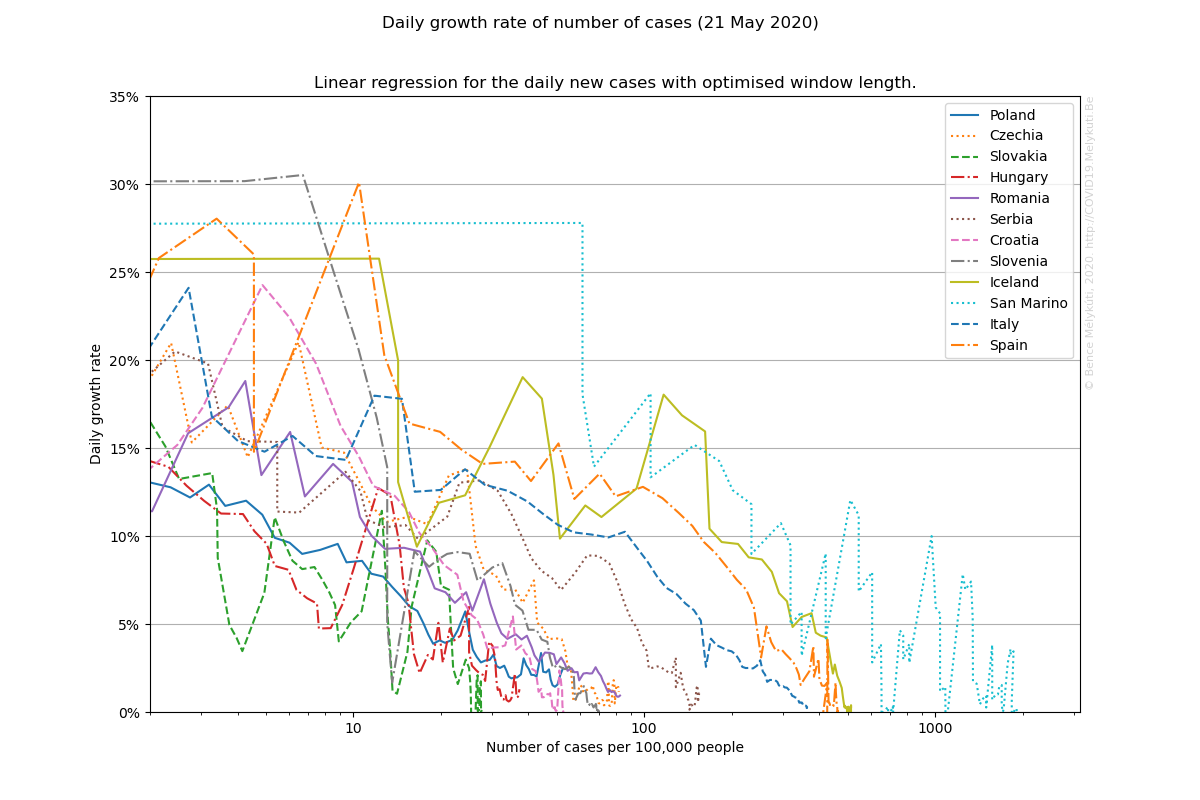 Daily growth rate of number of cases (21 May 2020)
Linear regression for the daily new cases with optimised window length.
35%
30%
25%
20%
15%
10%
5%
0%
Daily growth rate
10
100
1000
Number of cases per 100,000 people
Poland
Czechia
Slovakia
Hungary
Romania
Serbia
Croatia
Slovenia
Iceland
San Marino
Italy
Spain
© Bence Mélykúti, 2020. http://COVID19.Melykuti.Be